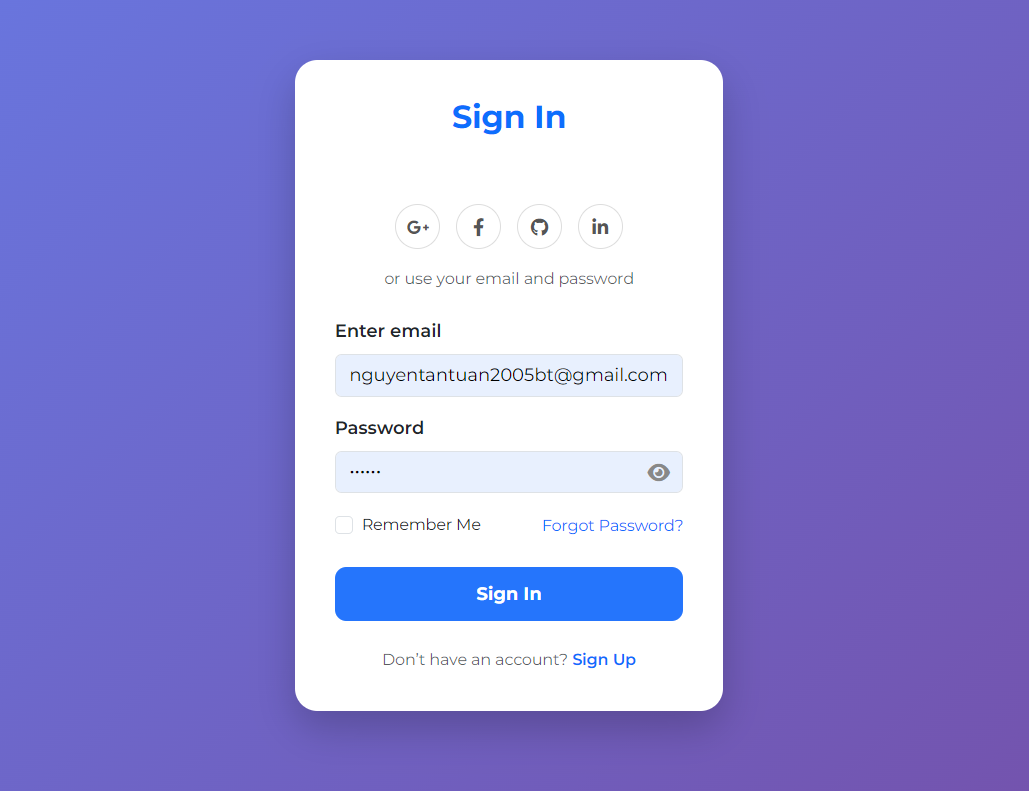 Sign In
G+
or use your email and password
Enter email
nguyentantuan2005bt@gmail.com
Password
••••••
Remember Me
Forgot Password?
Sign In
Don’t have an account? Sign Up